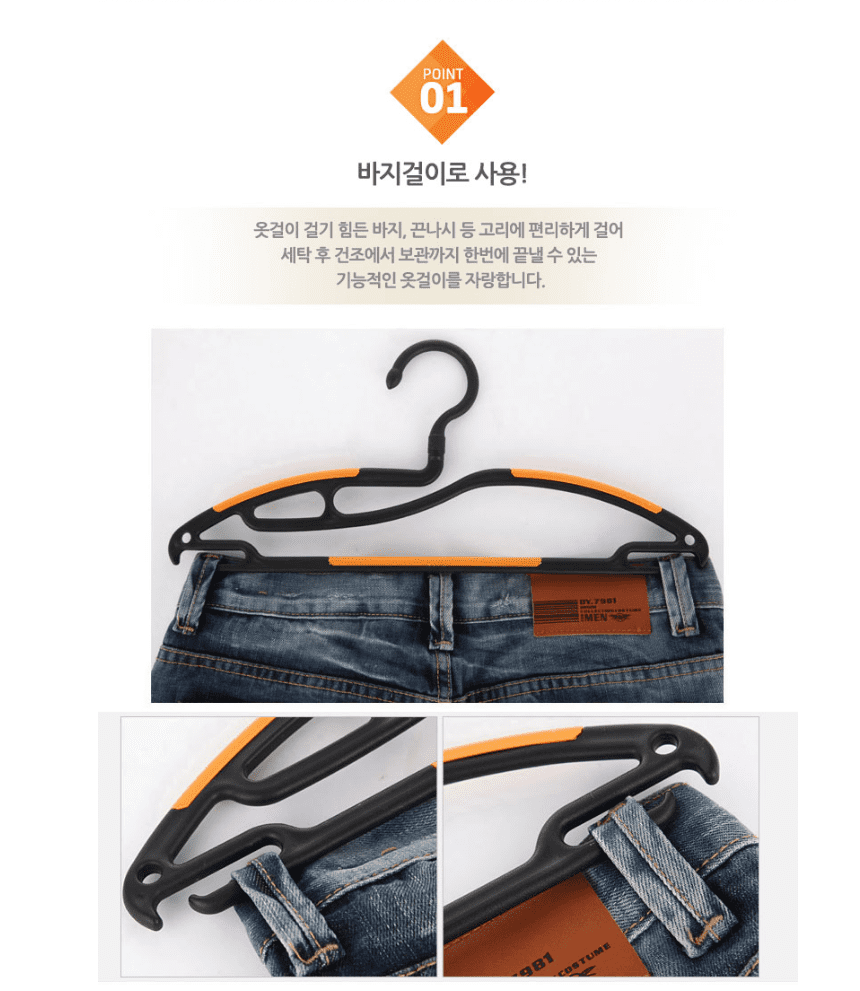 POINT
01
바지걸이로 사용!
옷걸이 걸기 힘든 바지, 끈나시 등 고리에 편리하게 걸어
세탁 후 건조에서 보관까지 한번에 끝낼 수 있는
기능적인 옷걸이를 자랑합니다.
MEN
7981
COSTUME